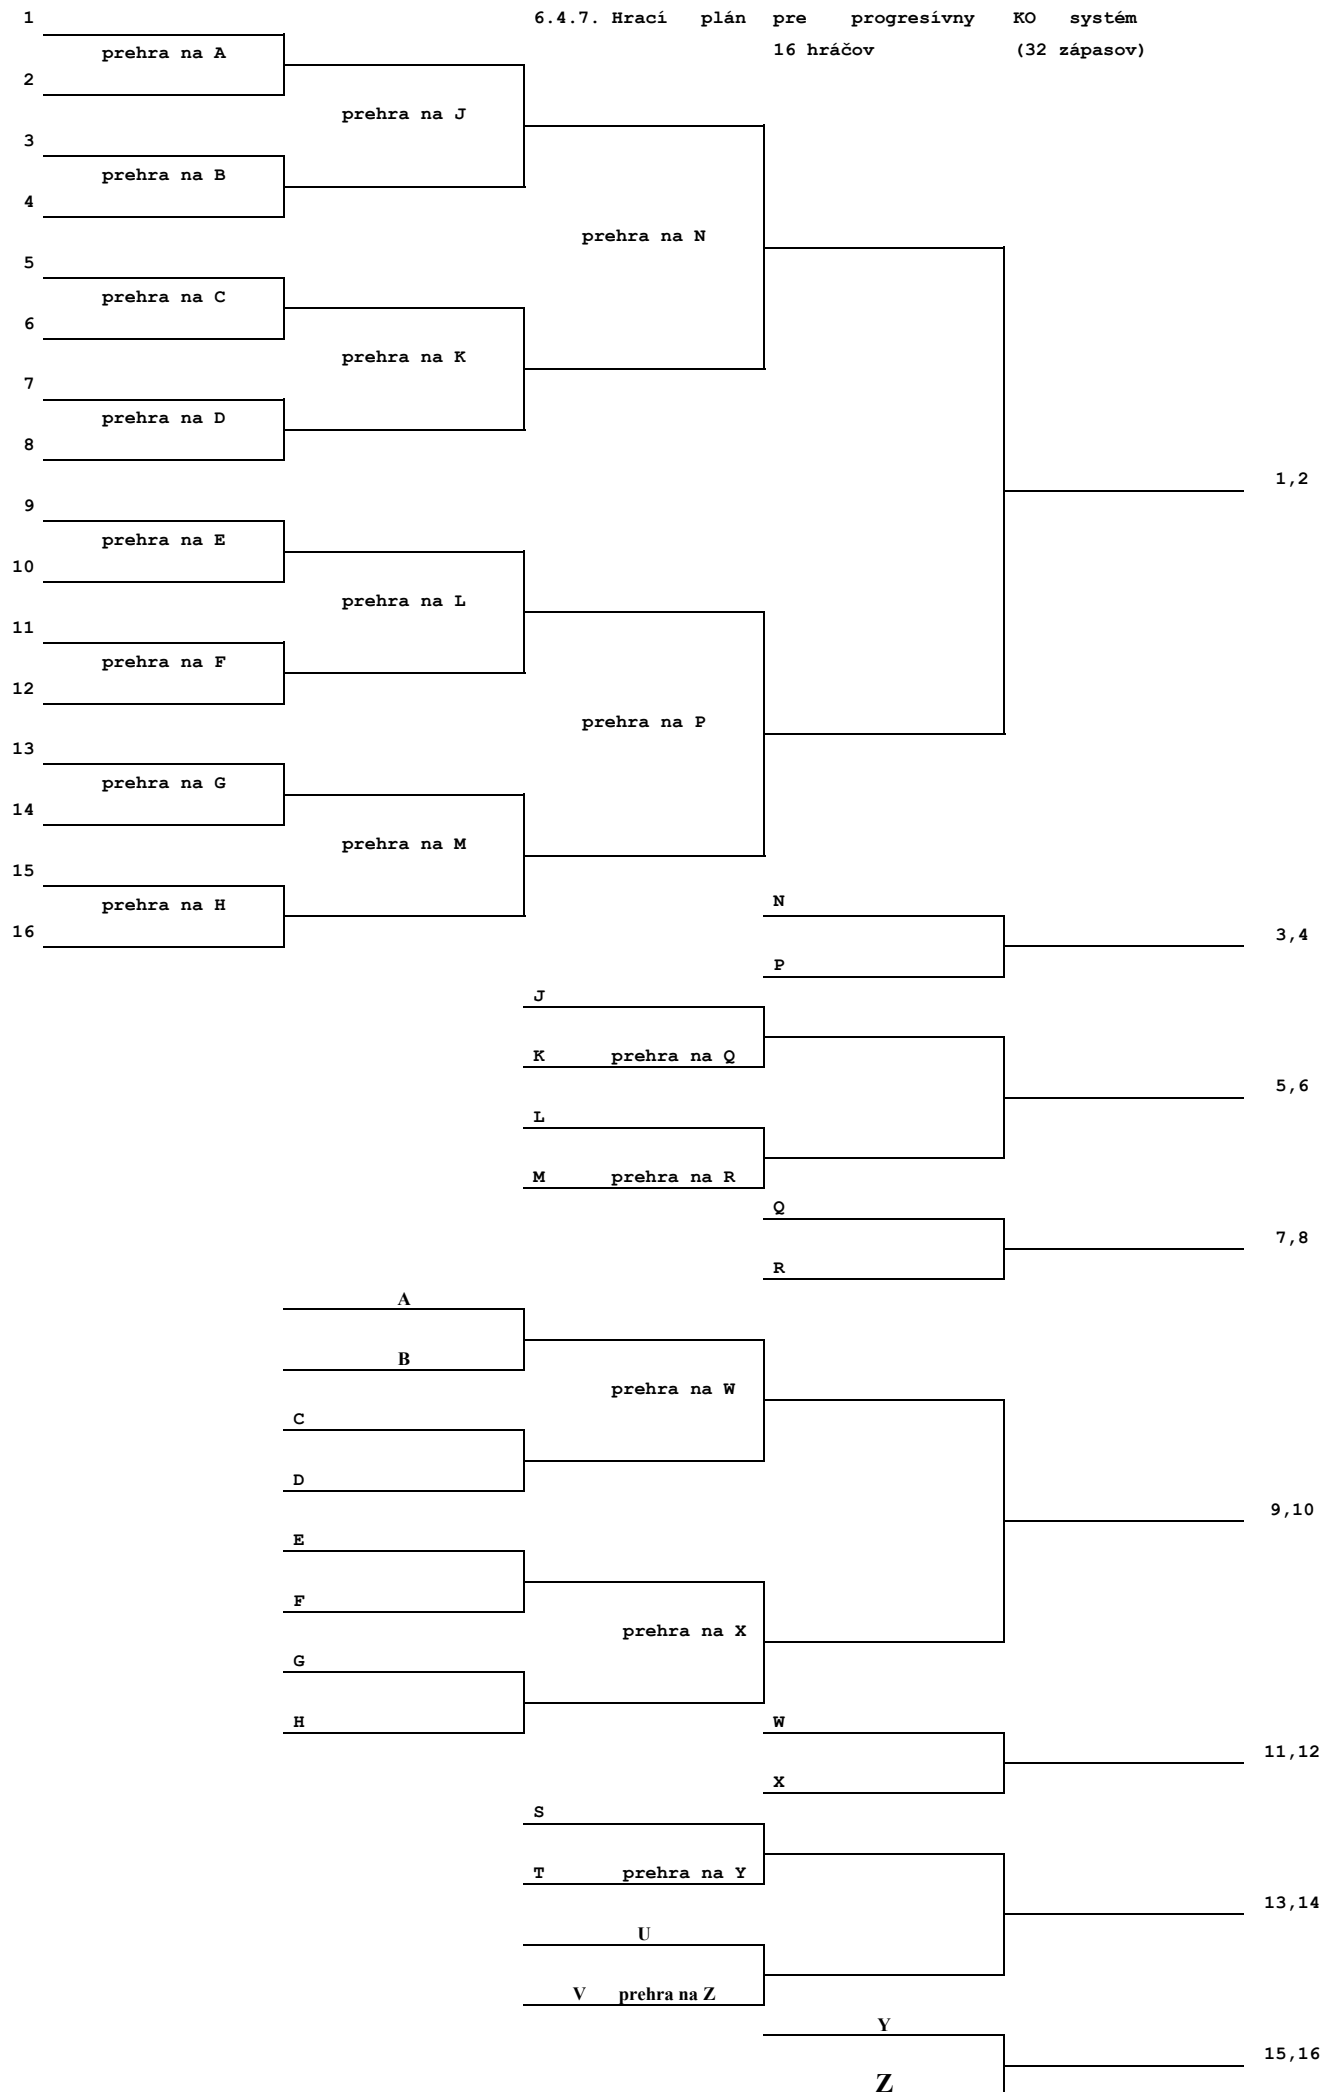 1 6.4.7. Hrací plán pre progresívny KO systém
prehra na A 16 hráčov (32 zápasov)
2
prehra na J
3
prehra na B
4
prehra na N
5
prehra na C
6
prehra na K
7
prehra na D
8
1,2
9
prehra na E
10
prehra na L
11
prehra na F
12
prehra na P
13
prehra na G
14
prehra na M
15
prehra na H N
16 3,4
P
J
K prehra na Q
5,6
L
M prehra na R
Q
7,8
R
A
B
prehra na W
C
D
9,10
E
F
prehra na X
G
H W
11,12
X
S
T prehra na Y
13,14
U
V prehra na Z
Y
15,16
Z